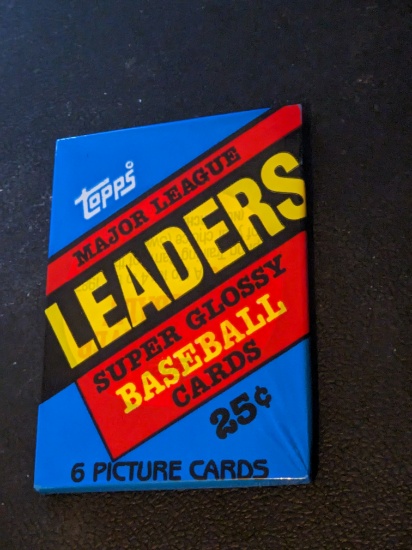 topps®
MAJOR LEAGUE
LEADERS
SUPER GLOSSY
BASEBALL
CARDS
25¢
6 PICTURE CARDS